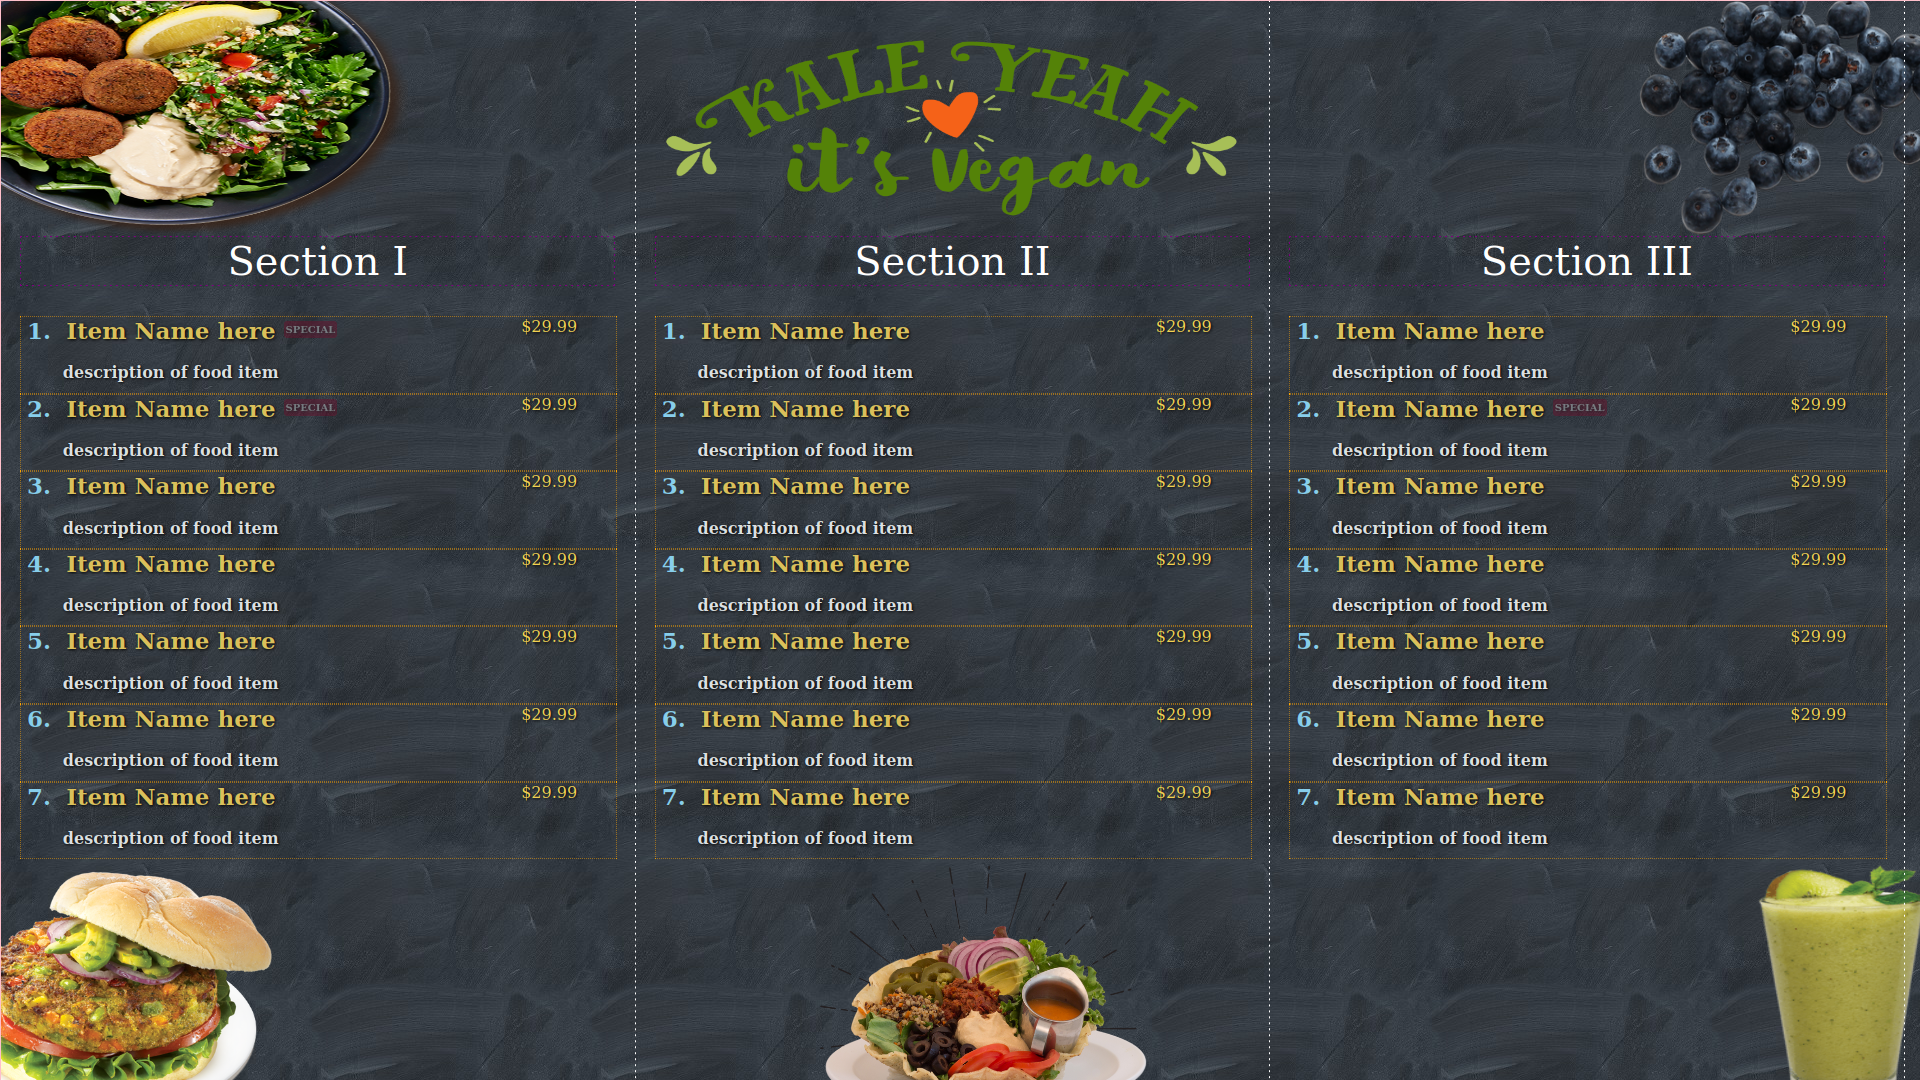 KALE YEAH
it's Vegan
Section I
1. Item Name here SPECIAL $29.99
description of food item
2. Item Name here SPECIAL $29.99
description of food item
3. Item Name here $29.99
description of food item
4. Item Name here $29.99
description of food item
5. Item Name here $29.99
description of food item
6. Item Name here $29.99
description of food item
7. Item Name here $29.99
description of food item
Section II
1. Item Name here $29.99
description of food item
2. Item Name here $29.99
description of food item
3. Item Name here $29.99
description of food item
4. Item Name here $29.99
description of food item
5. Item Name here $29.99
description of food item
6. Item Name here $29.99
description of food item
7. Item Name here $29.99
description of food item
Section III
1. Item Name here $29.99
description of food item
2. Item Name here SPECIAL $29.99
description of food item
3. Item Name here $29.99
description of food item
4. Item Name here $29.99
description of food item
5. Item Name here $29.99
description of food item
6. Item Name here $29.99
description of food item
7. Item Name here $29.99
description of food item